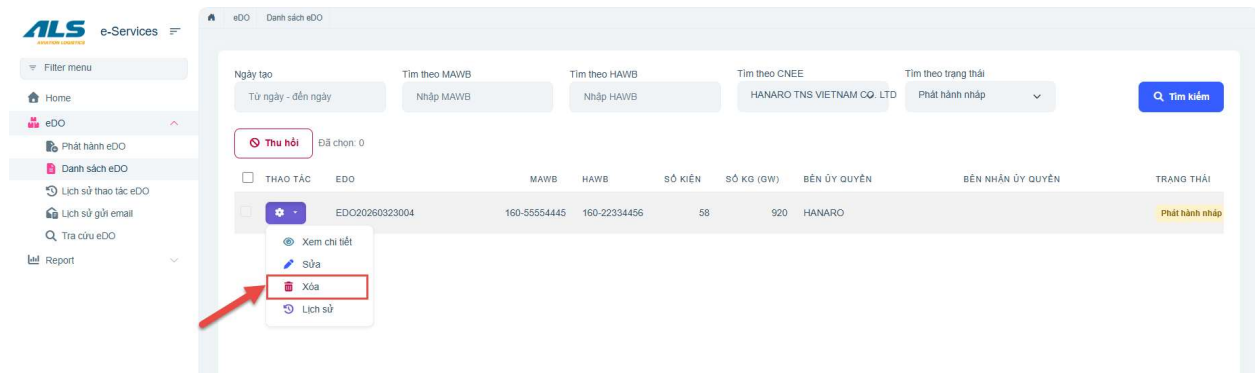 ALS
AVIATION LOGISTICS
e-Services
Filter menu
Home
eDO
Phát hành eDO
Danh sách eDO
Lịch sử thao tác eDO
Lịch sử gửi email
Tra cứu eDO
Report
eDO Danh sách eDO
Ngày tạo Tìm theo MAWB Tìm theo HAWB Tìm theo CNEE Tìm theo trạng thái
Từ ngày - đến ngày Nhập MAWB Nhập HAWB HANARO TNS VIETNAM CO. LTD Phát hành nháp Tìm kiếm
Thu hồi Đã chọn: 0
THAO TÁC EDO MAWB HAWB SỐ KIỆN SỐ KG (GW) BÊN ỦY QUYỀN BÊN NHẬN ỦY QUYỀN TRẠNG THÁI
EDO20260323004 160-55554445 160-22334456 58 920 HANARO Phát hành nháp
Xem chi tiết
Sửa
Xóa
Lịch sử